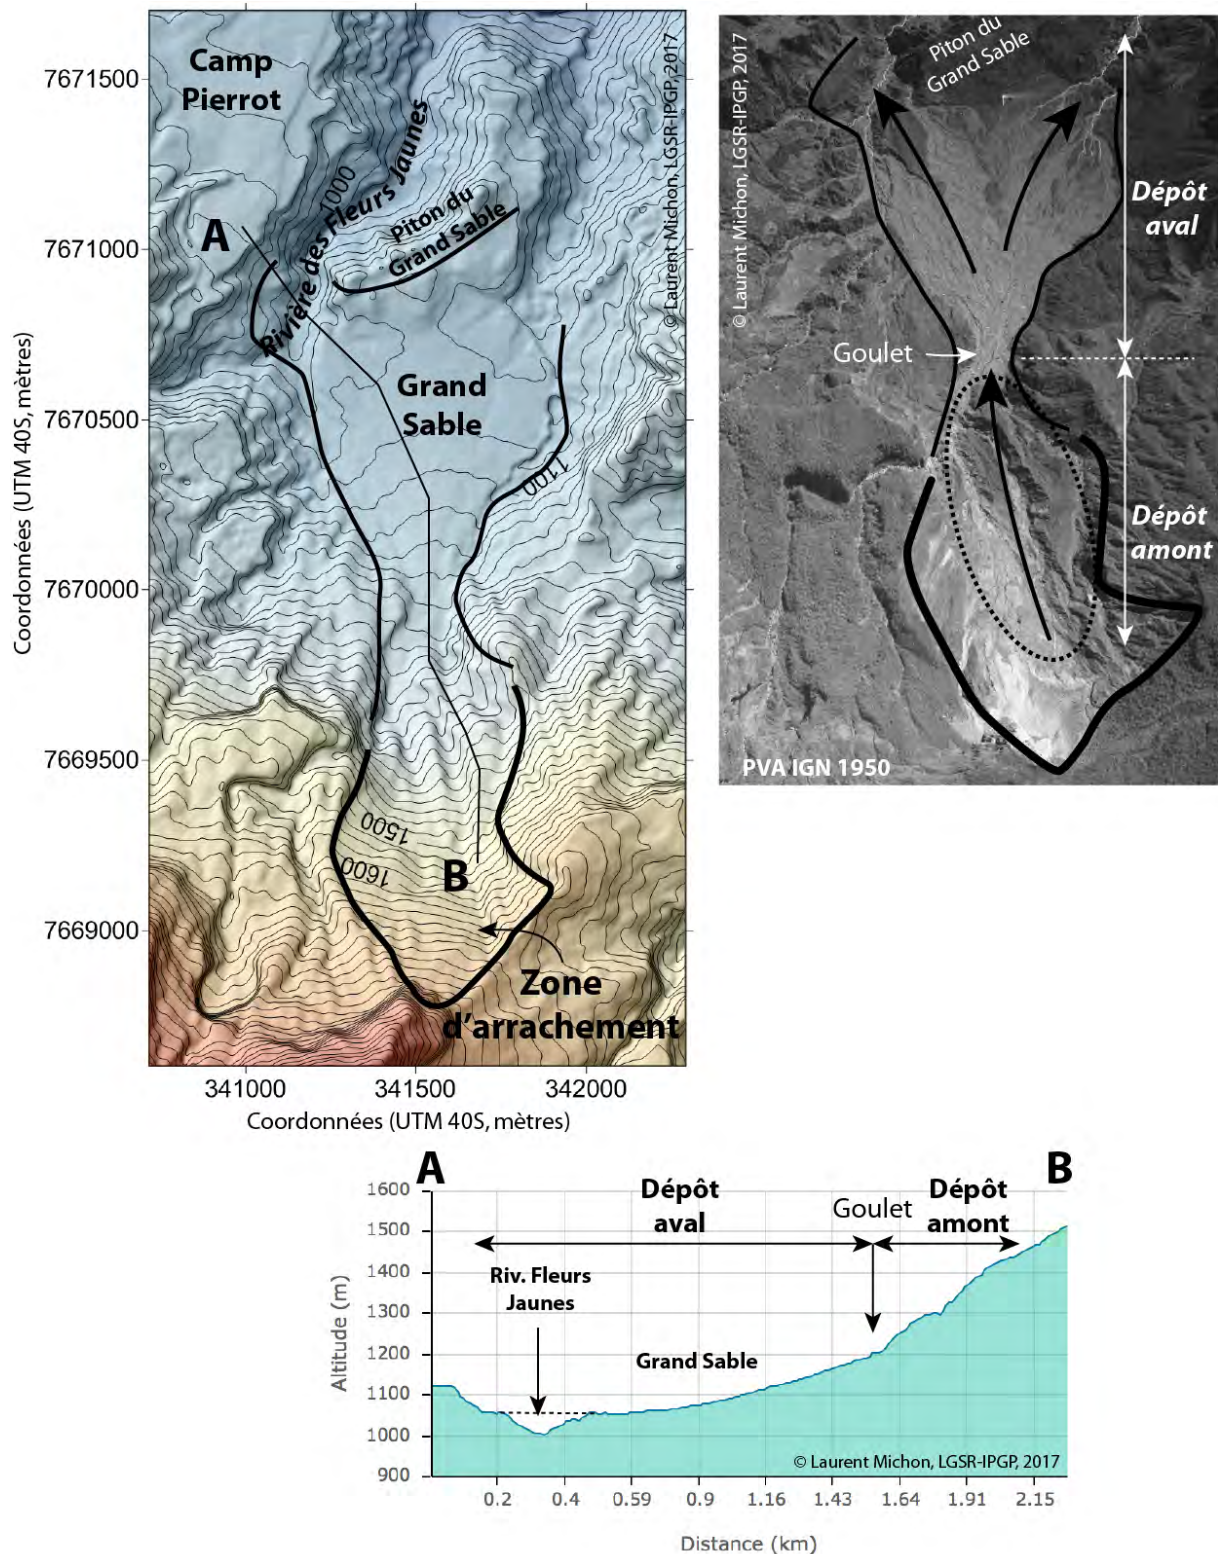 Camp
Pierrot
7671500
7671000
7670500
7670000
7669500
7669000
Coordonnées (UTM 40S, mètres)
A
1000
Rivière des Fleurs Jaunes
Piton du
Grand Sable
© Laurent Michon, LGSR-IPGP, 2017
Grand
Sable
1100
1500
1600
B
Zone
d'arrachement
341000
341500
342000
Coordonnées (UTM 40S, mètres)
© Laurent Michon, LGSR-IPGP, 2017
Piton du
Grand Sable
Dépôt
aval
Goulet
Dépôt
amont
PVA IGN 1950
A
B
1600
1500
1400
1300
1200
1100
1000
900
Altitude (m)
Dépôt
aval
Goulet
Dépôt
amont
Riv. Fleurs
Jaunes
Grand Sable
© Laurent Michon, LGSR-IPGP, 2017
0.2
0.4
0.59
0.9
1.16
1.43
1.64
1.91
2.15
Distance (km)